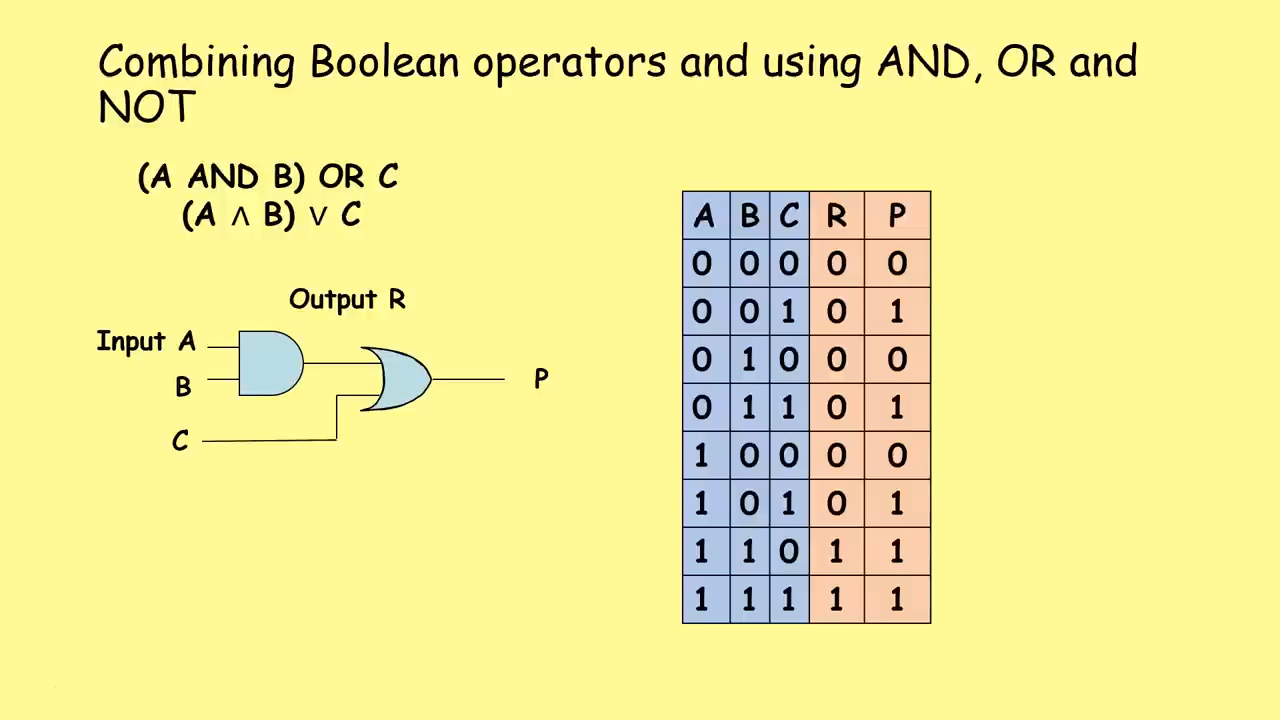 Combining Boolean operators and using AND, OR and
NOT
(A AND B) OR C
(A ∧ B) ∨ C
Output R
Input A
B
C
P
A B C R P
0 0 0 0 0
0 0 1 0 1
0 1 0 0 0
0 1 1 0 1
1 0 0 0 0
1 0 1 0 1
1 1 0 1 1
1 1 1 1 1